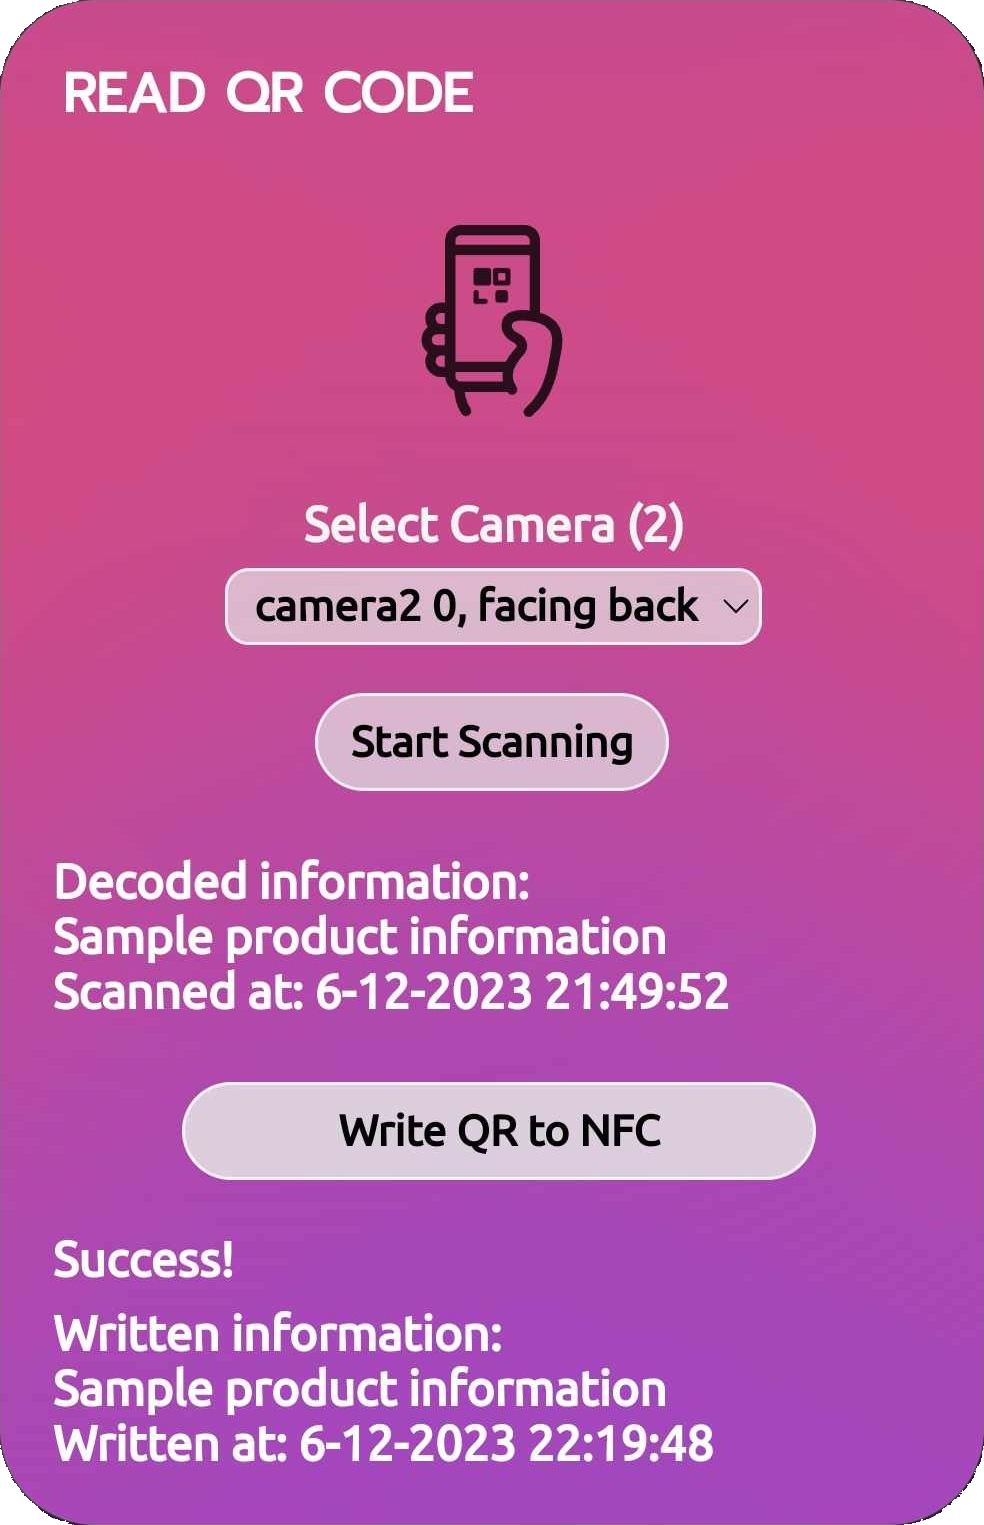 READ QR CODE
Select Camera (2)
camera2 0, facing back
Start Scanning
Decoded information:
Sample product information
Scanned at: 6-12-2023 21:49:52
Write QR to NFC
Success!
Written information:
Sample product information
Written at: 6-12-2023 22:19:48